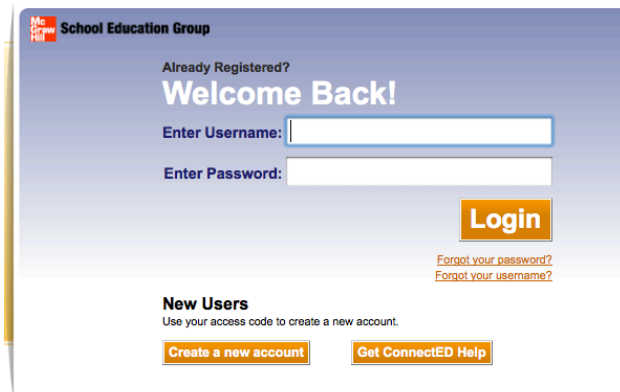 Mc
Graw
Hill
School Education Group
Already Registered?
Welcome Back!
Enter Username:
Enter Password:
Login
Forgot your password?
Forgot your username?
New Users
Use your access code to create a new account.
Create a new account
Get ConnectED Help